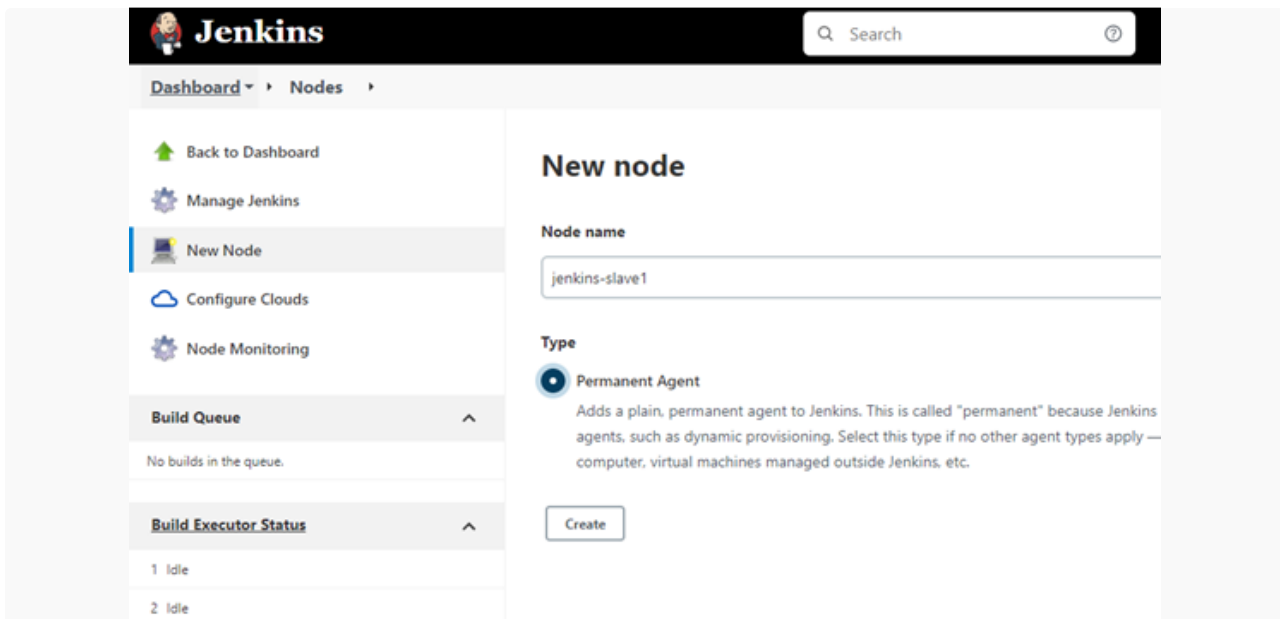 Jenkins
Search
Dashboard
Nodes
Back to Dashboard
Manage Jenkins
New Node
Configure Clouds
Node Monitoring
Build Queue
No builds in the queue.
Build Executor Status
1 Idle
2 Idle
New node
Node name
jenkins-slave1
Type
Permanent Agent
Adds a plain, permanent agent to Jenkins. This is called "permanent" because Jenkins
agents, such as dynamic provisioning. Select this type if no other agent types apply —
computer, virtual machines managed outside Jenkins, etc.
Create